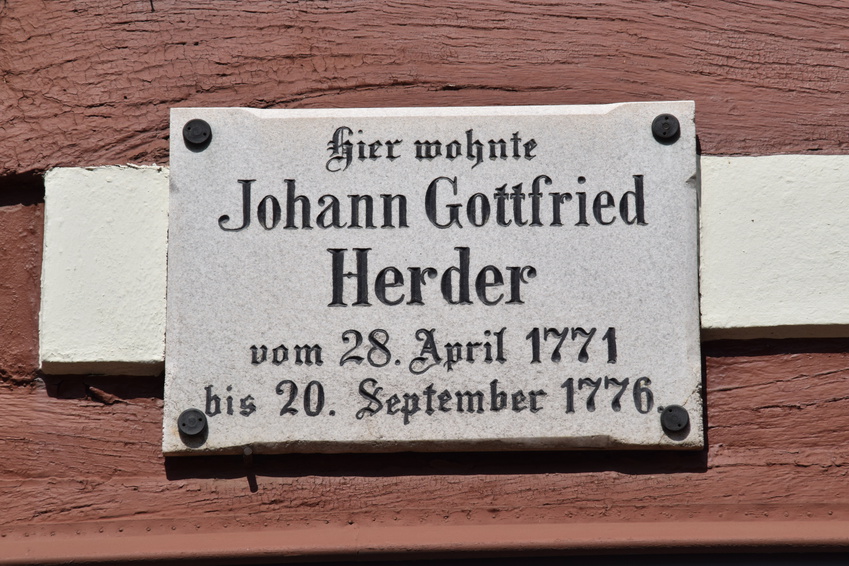 Hier wohnte
Johann Gottfried
Herder
vom 28. April 1771
bis 20. September 1776.